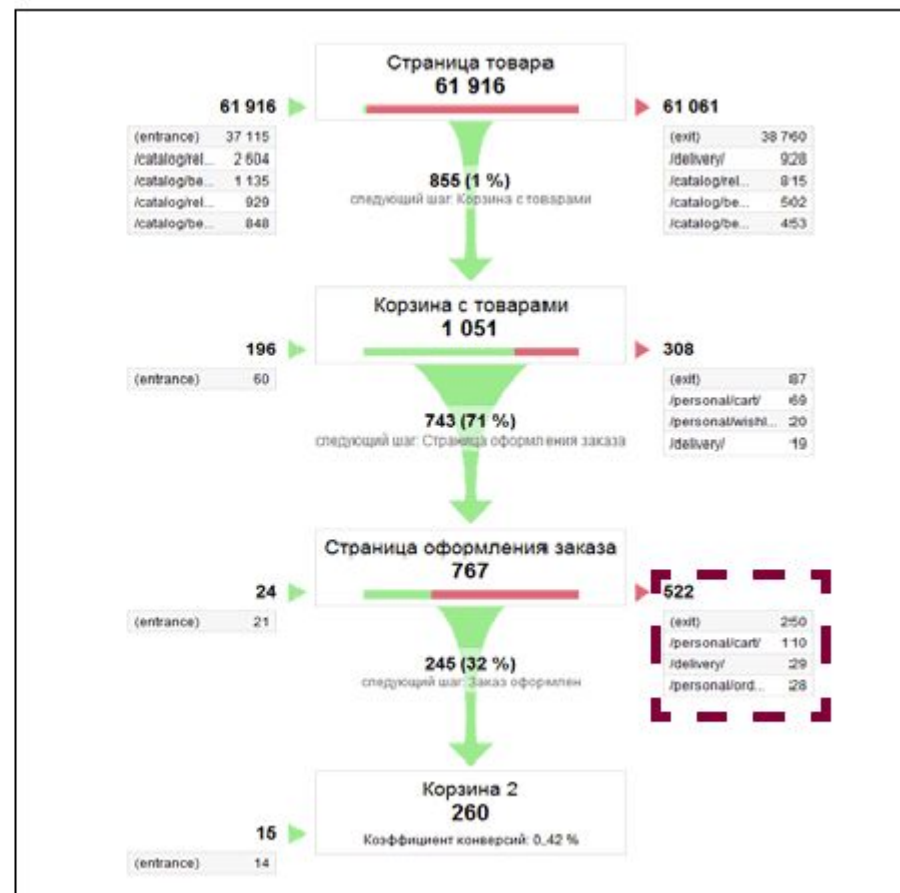 Страница товара
61 916
61 916
(entrance) 37 115
/catalog/rel... 2 604
/catalog/be... 1 135
/catalog/rel... 929
/catalog/be... 848
61 061
(exit) 38 760
/delivery/ 928
/catalog/rel... 815
/catalog/be... 502
/catalog/be... 453
855 (1 %)
следующий шаг: Корзина с товарами
Корзина с товарами
1 051
196
(entrance) 60
308
(exit) 87
/personal/cart/ 69
/personal/wishl... 20
/delivery/ 19
743 (71 %)
следующий шаг: Страница оформления заказа
Страница оформления заказа
767
24
(entrance) 21
522
(exit) 250
/personal/cart/ 110
/delivery/ 29
/personal/ord... 28
245 (32 %)
следующий шаг: Заказ оформлен
Корзина 2
260
Коэффициент конверсий: 0,42 %
15
(entrance) 14